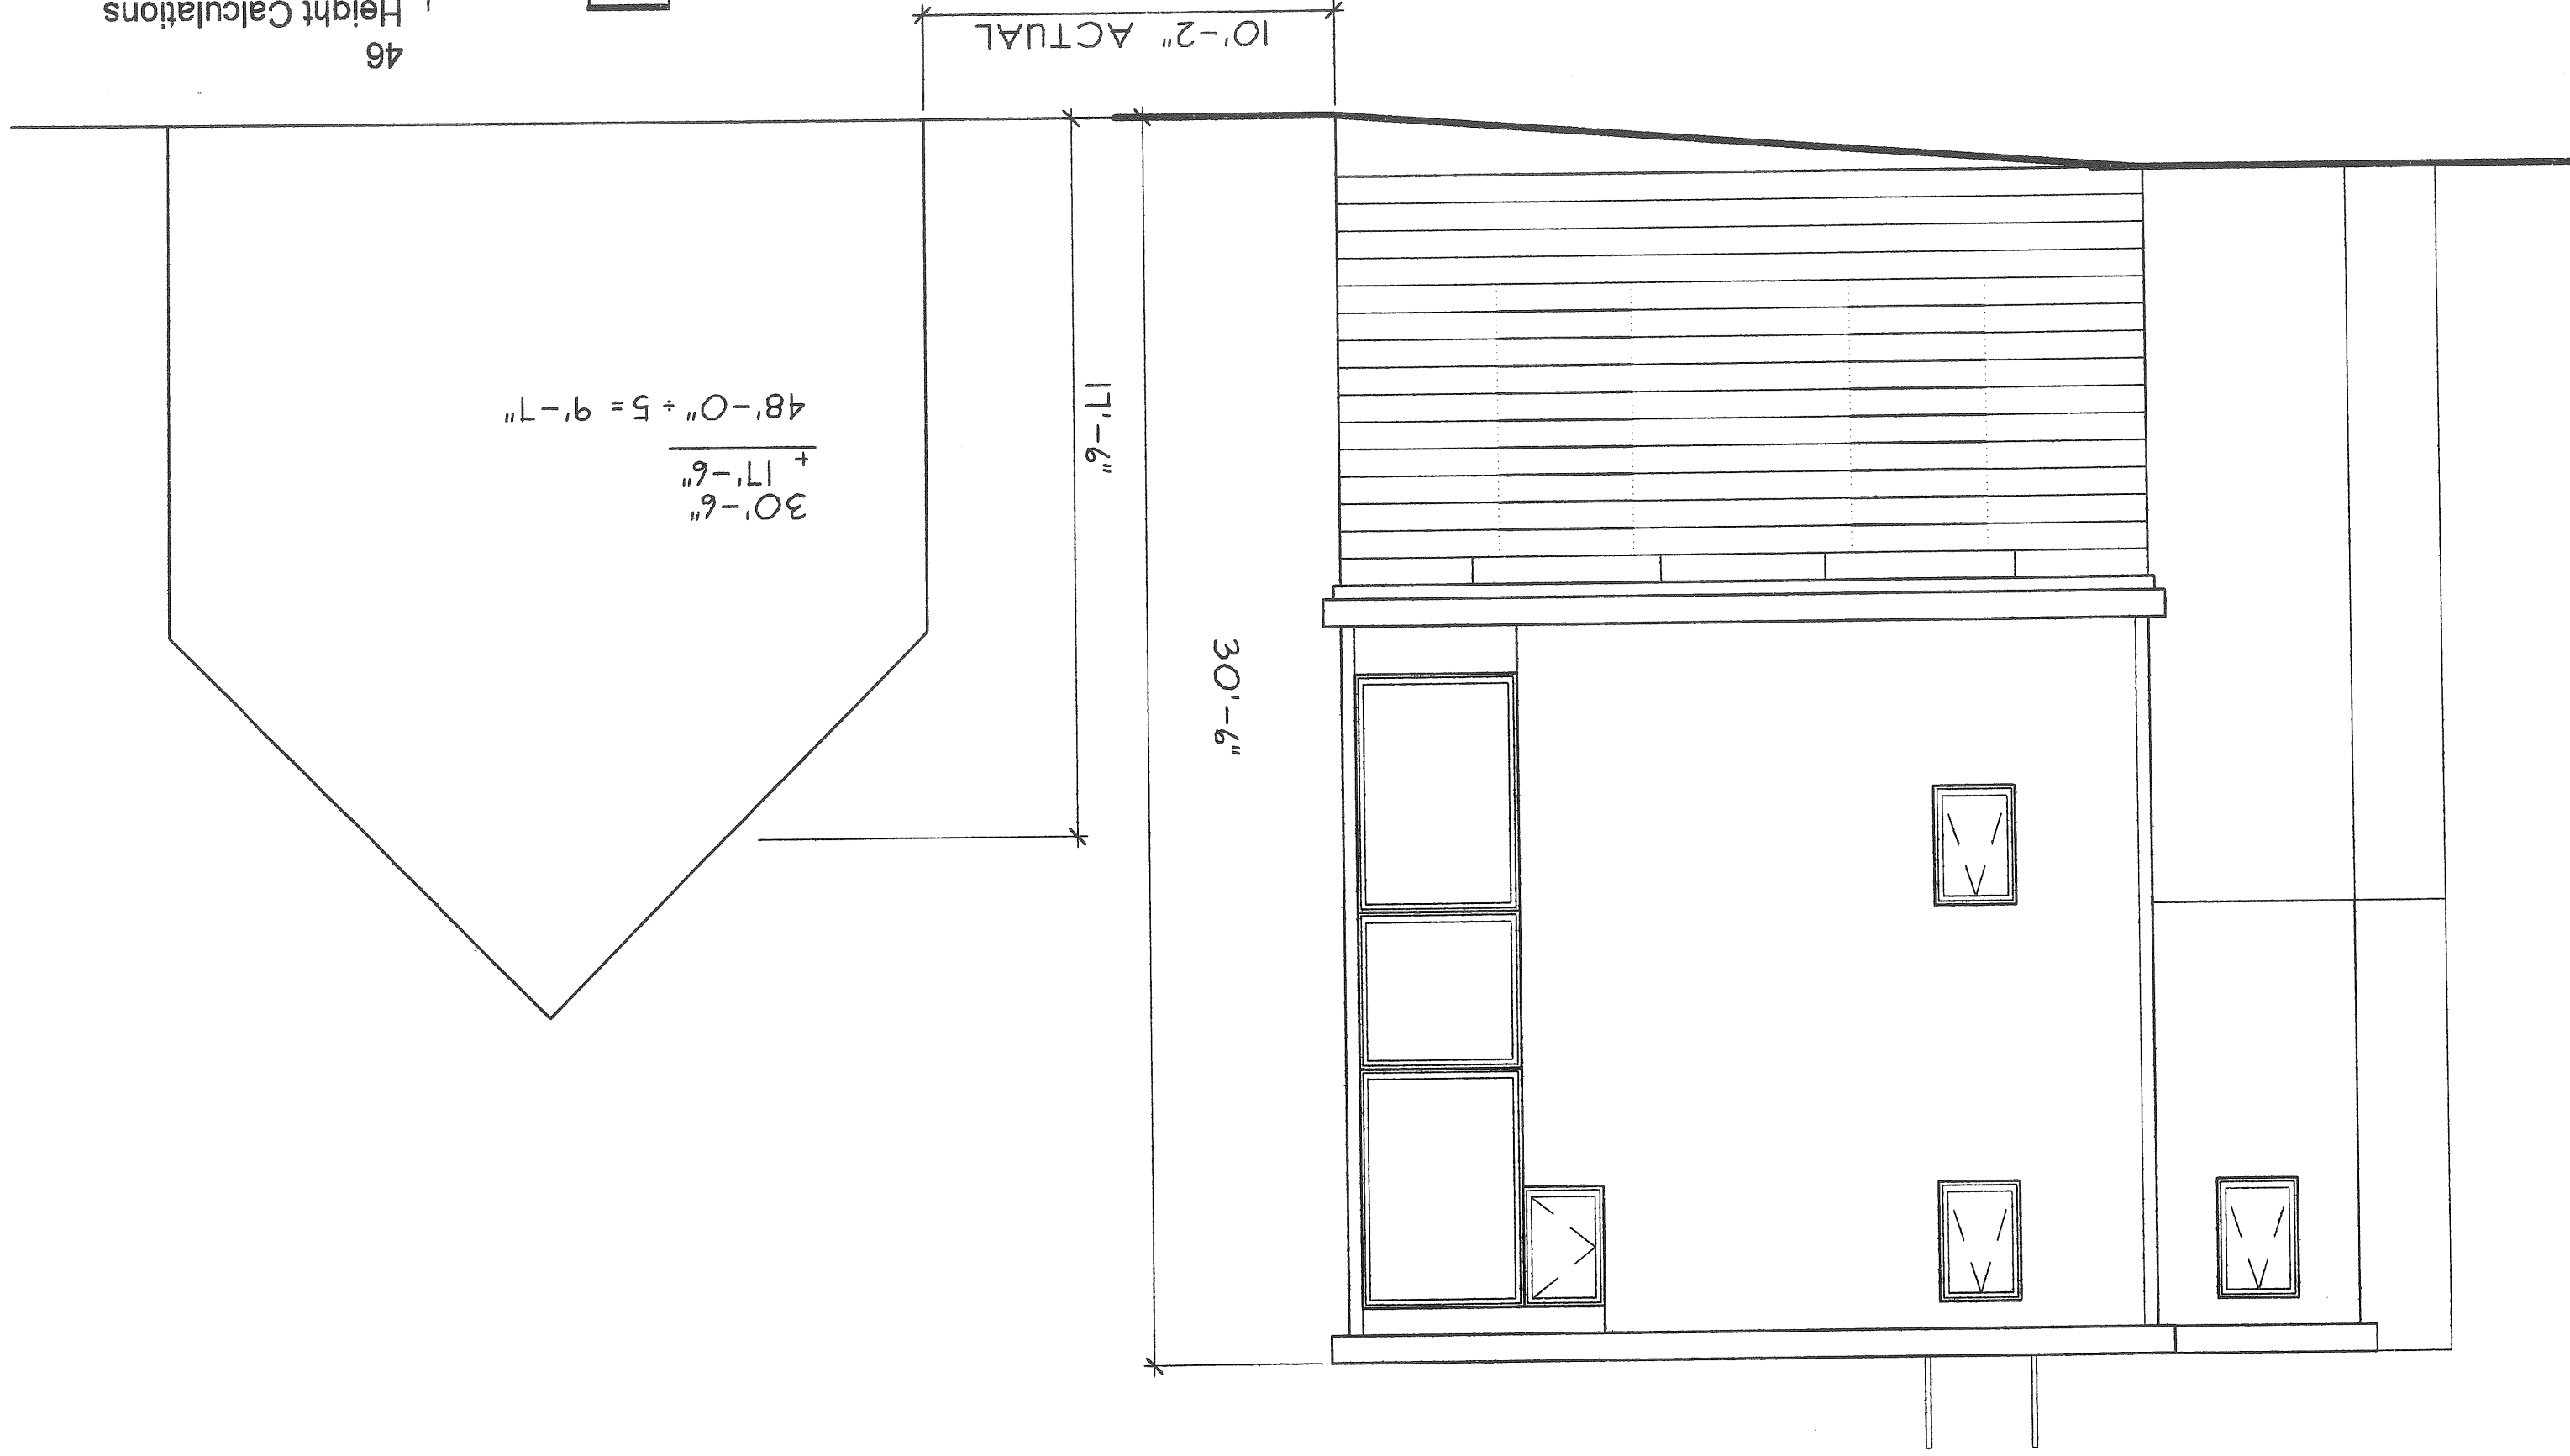 30'-6"
30'-6"
+ 17'-6"
48'-0" ÷ 5 = 9'-7"
17'-6"
10'-2" ACTUAL
46
Height Calculations